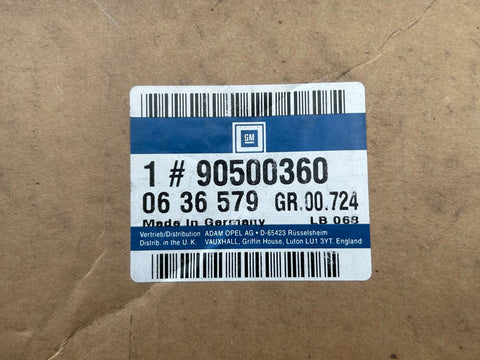 GM
1 # 90500360
06 36 579 GR.00.724
Made In Germany LB 068
Vertrieb/Distribution ADAM OPEL AG • D-65423 Rüsselsheim
Distrib. in the U. K. VAUXHALL, Griffin House, Luton LU1 3YT. England